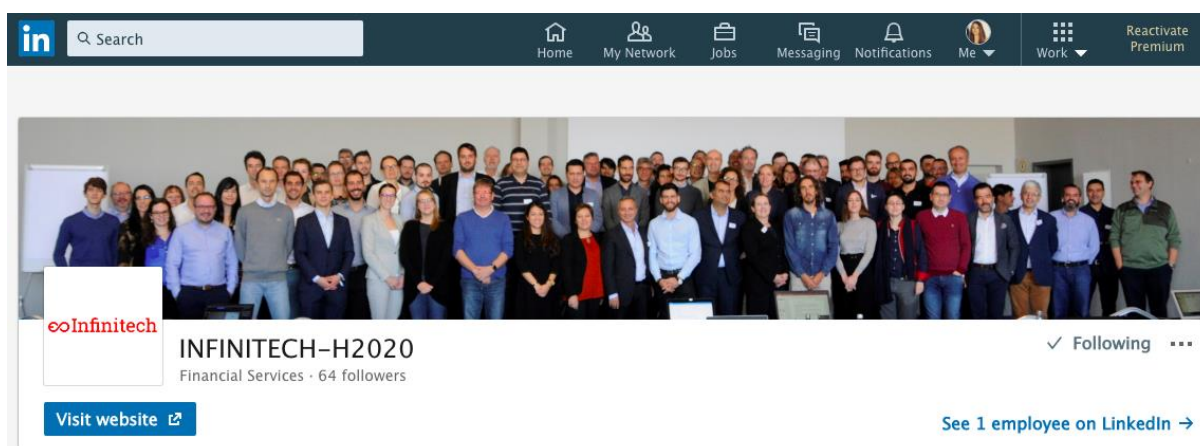 in
Search
Home
My Network
Jobs
Messaging
Notifications
Me
Work
Reactivate
Premium
Infinitech
INFINITECH-H2020
Financial Services · 64 followers
Following
Visit website
See 1 employee on LinkedIn →